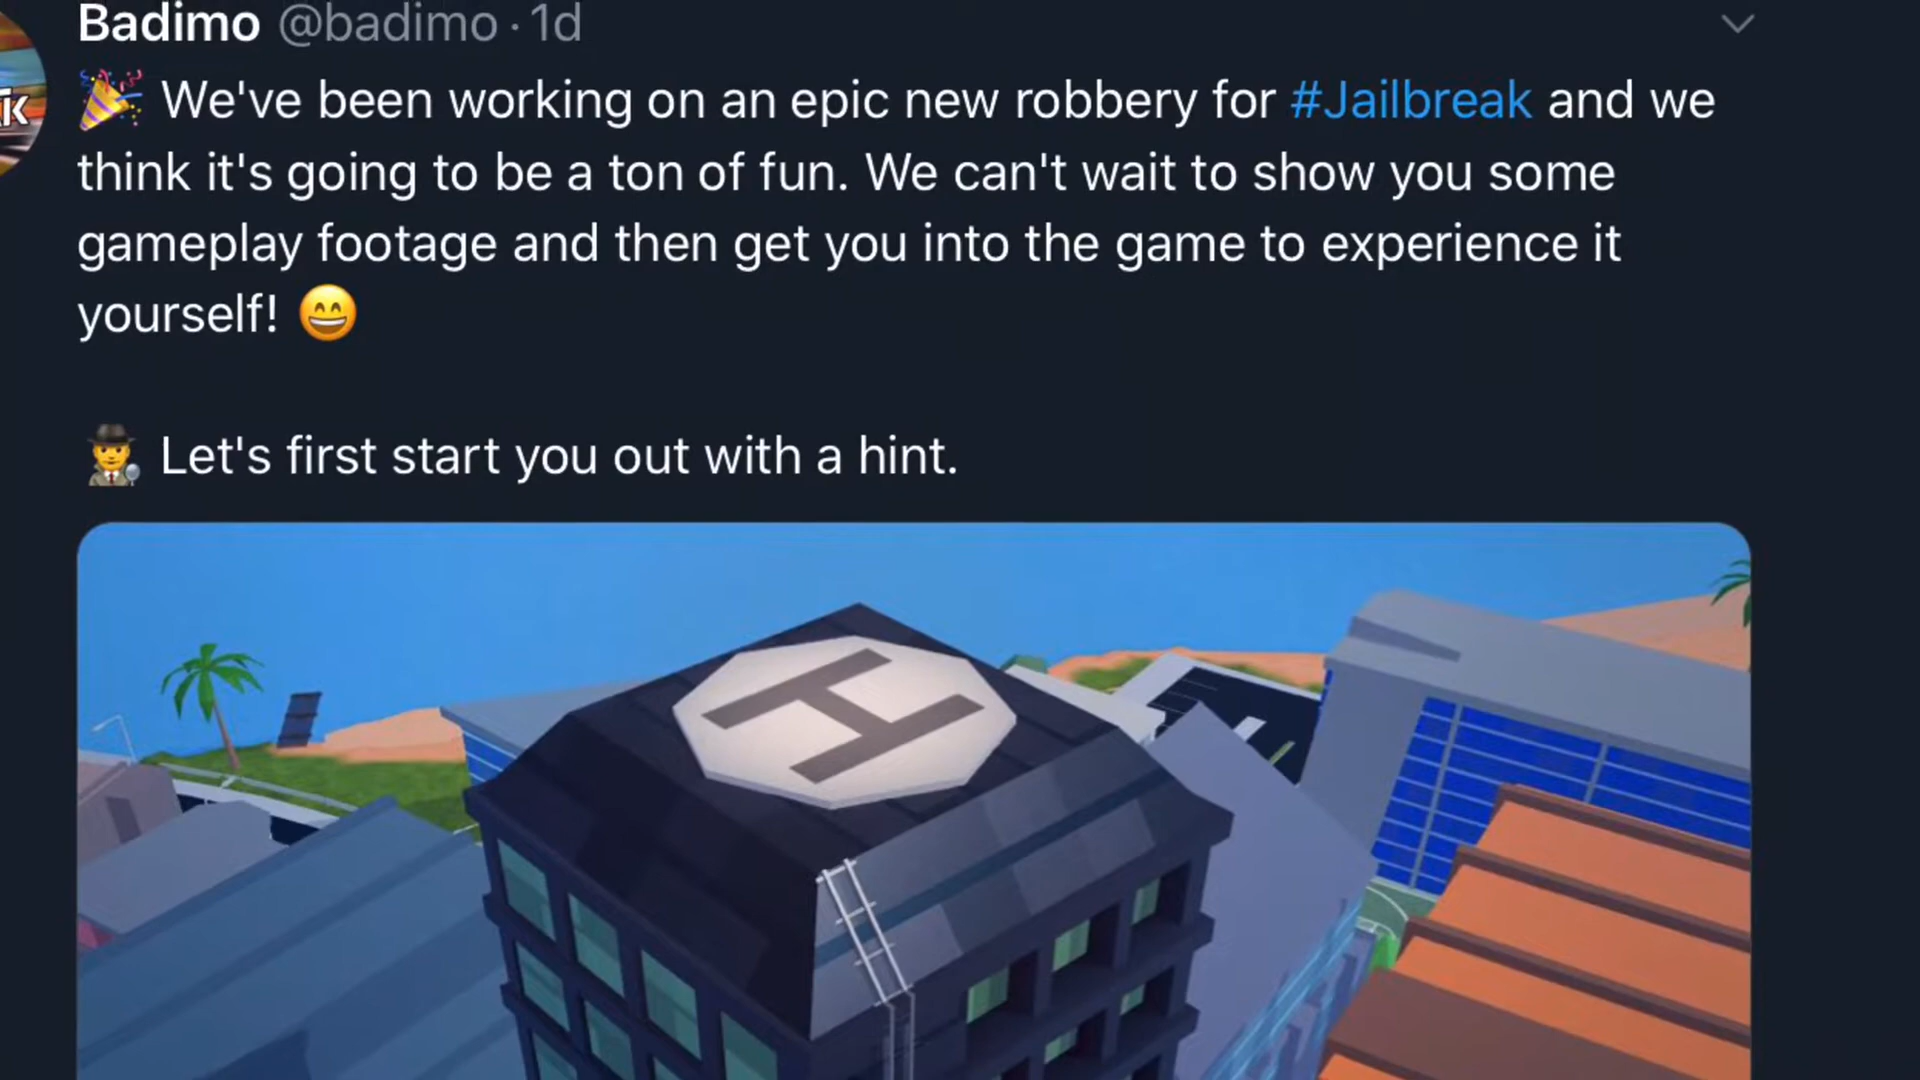 Badimo @badimo · 1d
🎉 We've been working on an epic new robbery for #Jailbreak and we
think it's going to be a ton of fun. We can't wait to show you some
gameplay footage and then get you into the game to experience it
yourself! 😄
🕵️ Let's first start you out with a hint.
H